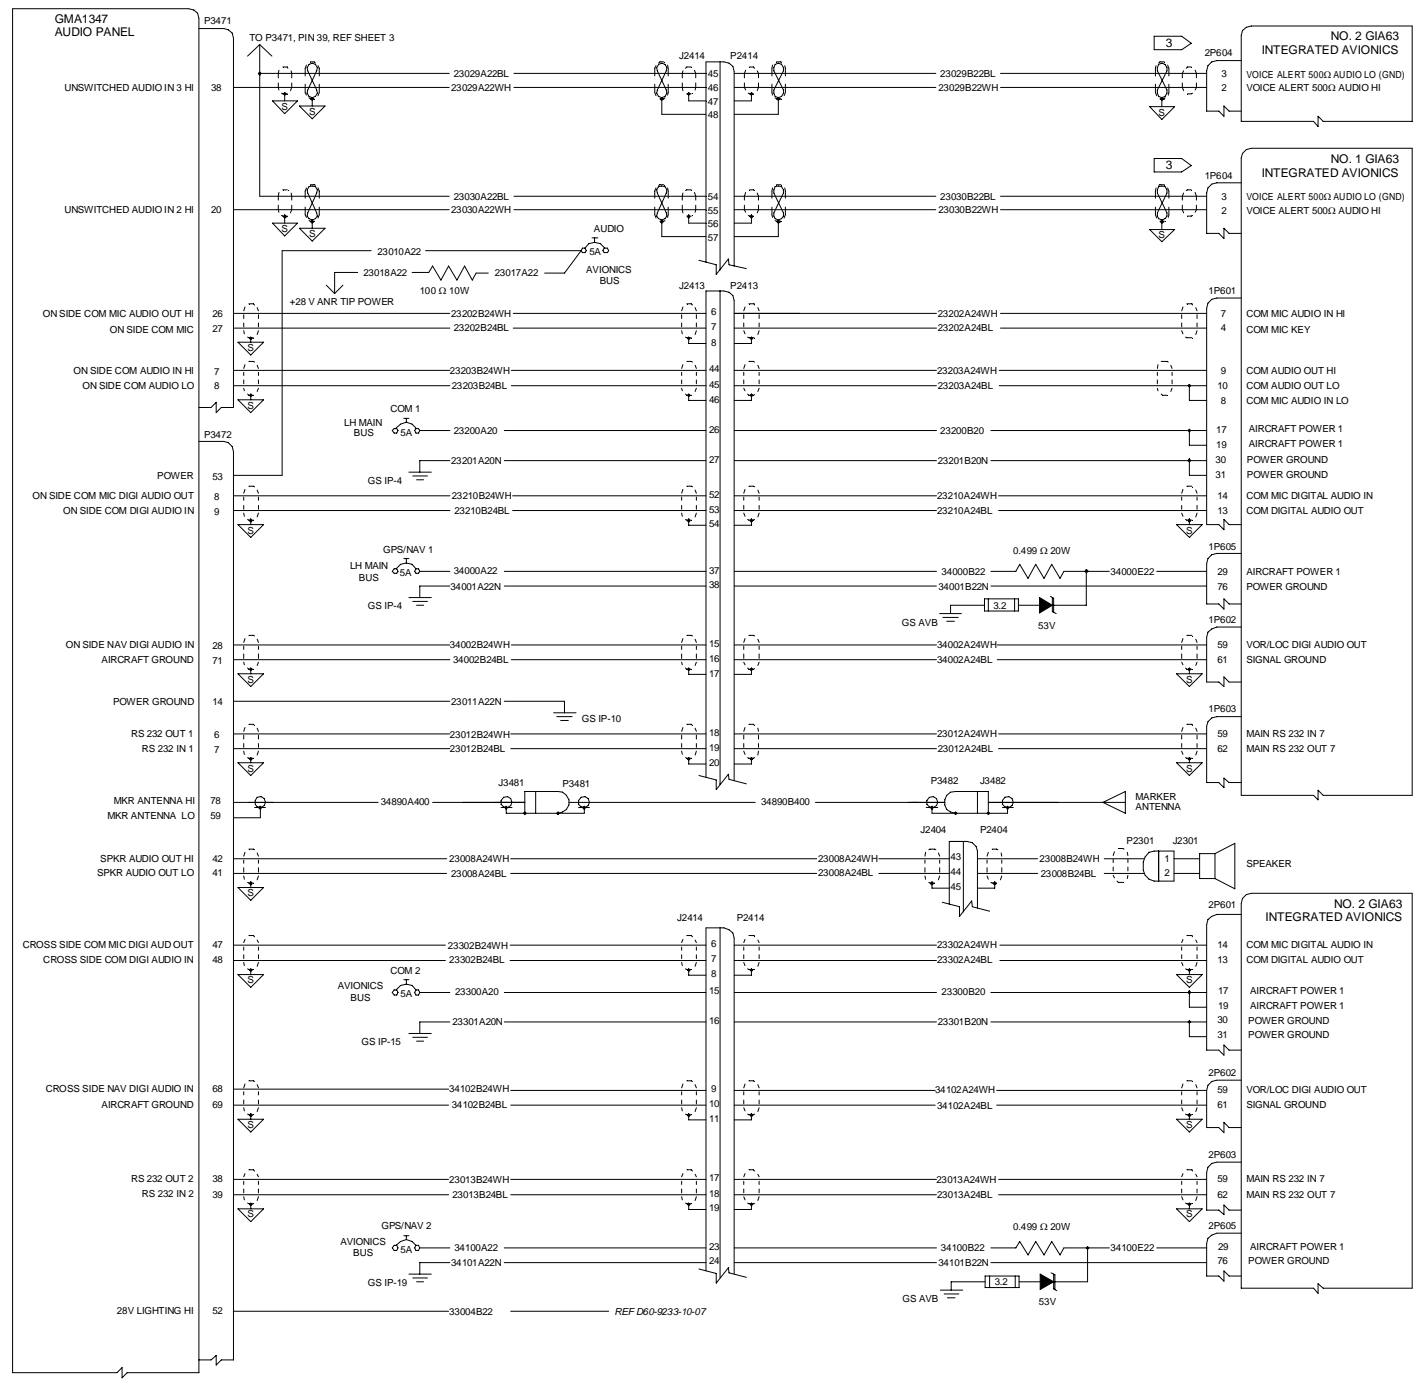 GMA1347
AUDIO PANEL
P3471
TO P3471, PIN 39, REF SHEET 3
J2414 P2414
3
NO. 2 GIA63
INTEGRATED AVIONICS
2P604
23029A22BL 45 23029B22BL 3 VOICE ALERT 500Ω AUDIO LO (GND)
UNSWITCHED AUDIO IN 3 HI 38 23029A22WH 46 23029B22WH 2 VOICE ALERT 500Ω AUDIO HI
47
S S 48 S
3
NO. 1 GIA63
INTEGRATED AVIONICS
1P604
23030A22BL 54 23030B22BL 3 VOICE ALERT 500Ω AUDIO LO (GND)
UNSWITCHED AUDIO IN 2 HI 20 23030A22WH 55 23030B22WH 2 VOICE ALERT 500Ω AUDIO HI
56
S S 57 S
AUDIO
23010A22 5A
23018A22 23017A22 AVIONICS
BUS
100 Ω 10W
+28 V ANR TIP POWER
J2413 P2413 1P601
ON SIDE COM MIC AUDIO OUT HI 26 23202B24WH 6 23202A24WH 7 COM MIC AUDIO IN HI
ON SIDE COM MIC 27 23202B24BL 7 23202A24BL 4 COM MIC KEY
S 8
ON SIDE COM AUDIO IN HI 7 23203B24WH 44 23203A24WH 9 COM AUDIO OUT HI
ON SIDE COM AUDIO LO 8 23203B24BL 45 23203A24BL 10 COM AUDIO OUT LO
S 46 8 COM MIC AUDIO IN LO
COM 1
LH MAIN
BUS 5A 23200A20 26 23200B20 17 AIRCRAFT POWER 1
P3472 19 AIRCRAFT POWER 1
23201A20N 27 23201B20N 30 POWER GROUND
POWER 53 GS IP-4 31 POWER GROUND
ON SIDE COM MIC DIGI AUDIO OUT 8 23210B24WH 52 23210A24WH 14 COM MIC DIGITAL AUDIO IN
ON SIDE COM DIGI AUDIO IN 9 23210B24BL 53 23210A24BL 13 COM DIGITAL AUDIO OUT
S 54 S
GPS/NAV 1 0.499 Ω 20W 1P605
LH MAIN
BUS 5A 34000A22 37 34000B22 34000E22 29 AIRCRAFT POWER 1
34001A22N 38 34001B22N 76 POWER GROUND
GS IP-4 3.2
GS AVB 53V
1P602
ON SIDE NAV DIGI AUDIO IN 28 34002B24WH 15 34002A24WH 59 VOR/LOC DIGI AUDIO OUT
AIRCRAFT GROUND 71 34002B24BL 16 34002A24BL 61 SIGNAL GROUND
S 17 S
POWER GROUND 14 23011A22N
GS IP-10
1P603
RS 232 OUT 1 6 23012B24WH 18 23012A24WH 59 MAIN RS 232 IN 7
RS 232 IN 1 7 23012B24BL 19 23012A24BL 62 MAIN RS 232 OUT 7
S 20 S
J3481 P3481 P3482 J3482
MKR ANTENNA HI 78 34890A400 34890B400 MARKER
ANTENNA
MKR ANTENNA LO 59
J2404 P2404 P2301 J2301
SPKR AUDIO OUT HI 42 23008A24WH 23008A24WH 43 23008B24WH 1
SPEAKER
SPKR AUDIO OUT LO 41 23008A24BL 23008A24BL 44 23008B24BL 2
S 45
J2414 P2414
2P601
NO. 2 GIA63
INTEGRATED AVIONICS
CROSS SIDE COM MIC DIGI AUD OUT 47 23302B24WH 6 23302A24WH 14 COM MIC DIGITAL AUDIO IN
CROSS SIDE COM DIGI AUDIO IN 48 23302B24BL 7 23302A24BL 13 COM DIGITAL AUDIO OUT
S 8 S
COM 2
AVIONICS
BUS 5A 23300A20 15 23300B20 17 AIRCRAFT POWER 1
19 AIRCRAFT POWER 1
23301A20N 16 23301B20N 30 POWER GROUND
GS IP-15 31 POWER GROUND
2P602
CROSS SIDE NAV DIGI AUDIO IN 68 34102B24WH 9 34102A24WH 59 VOR/LOC DIGI AUDIO OUT
AIRCRAFT GROUND 69 34102B24BL 10 34102A24BL 61 SIGNAL GROUND
S 11 S
2P603
RS 232 OUT 2 38 23013B24WH 17 23013A24WH 59 MAIN RS 232 IN 7
RS 232 IN 2 39 23013B24BL 18 23013A24BL 62 MAIN RS 232 OUT 7
S 19 S
GPS/NAV 2 0.499 Ω 20W 2P605
AVIONICS
BUS 5A 34100A22 23 34100B22 34100E22 29 AIRCRAFT POWER 1
34101A22N 24 34101B22N 76 POWER GROUND
GS IP-19 3.2
GS AVB 53V
28V LIGHTING HI 52 33004B22 REF D60-9233-10-07